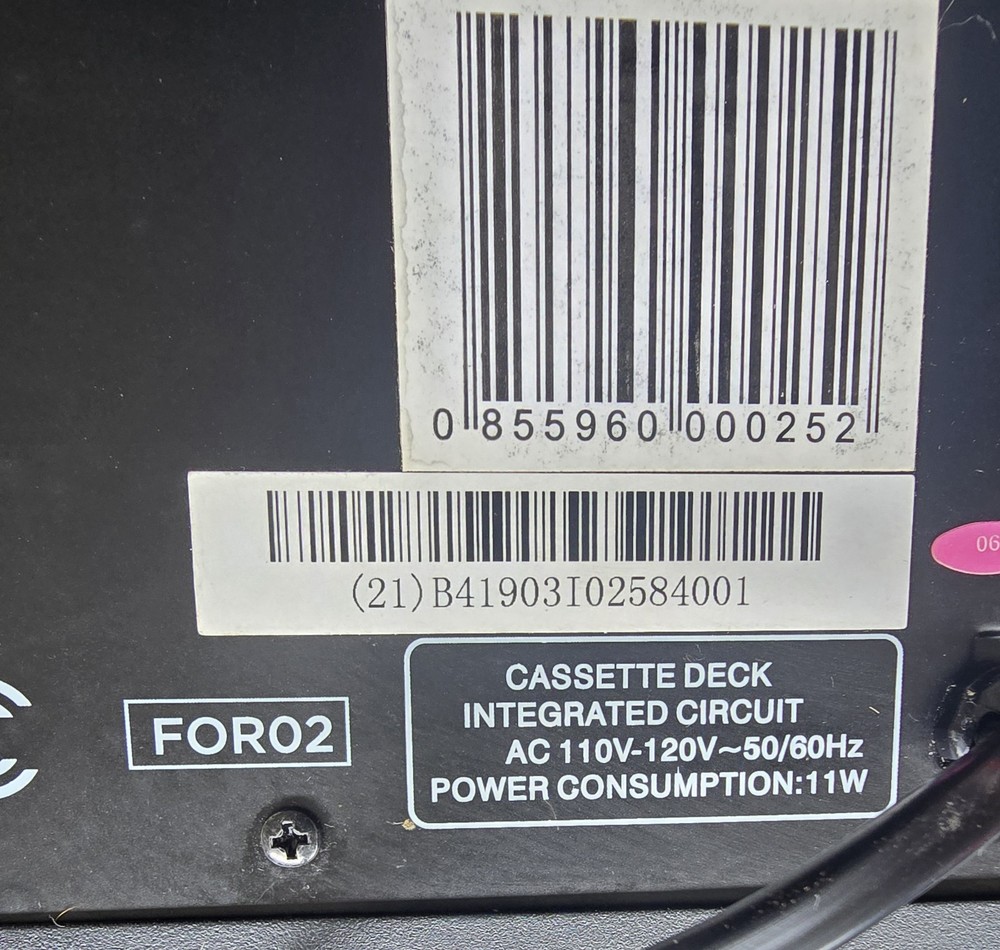 0 855960 000252
(21)B41903I02584001
06
FOR02
CASSETTE DECK
INTEGRATED CIRCUIT
AC 110V-120V~50/60Hz
POWER CONSUMPTION:11W